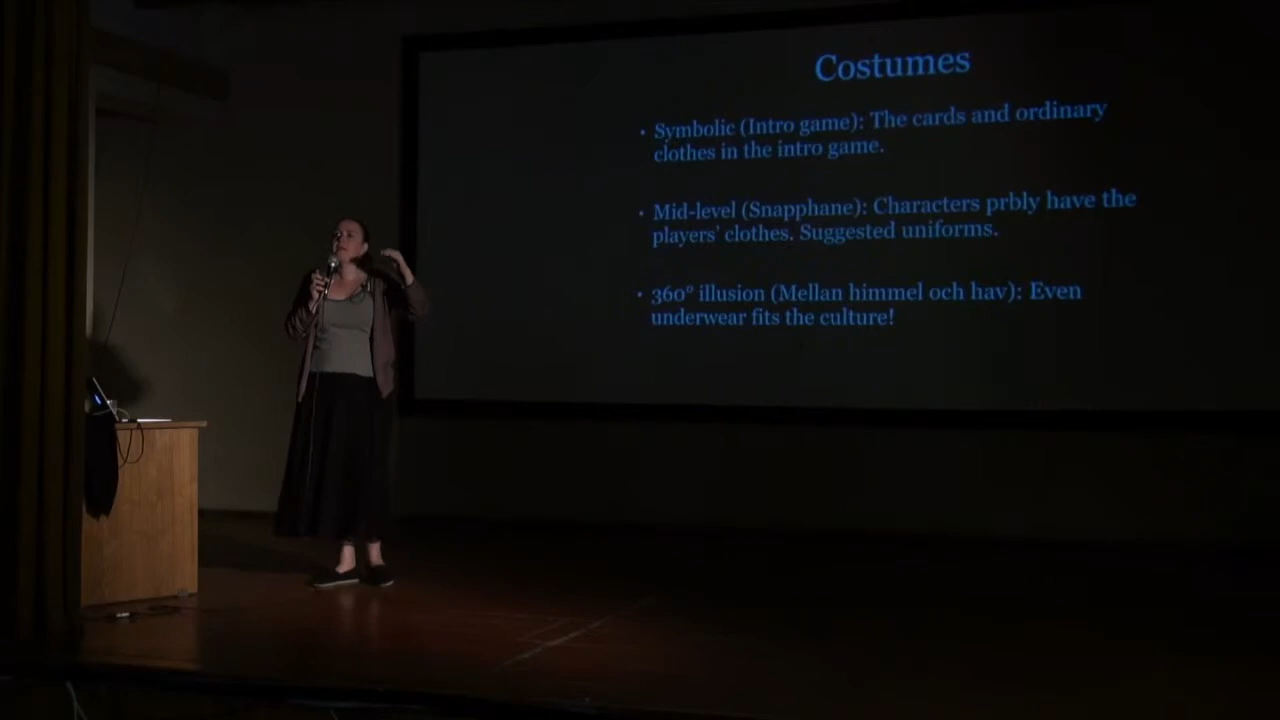 Costumes
• Symbolic (Intro game): The cards and ordinary
clothes in the intro game.
• Mid-level (Snapphane): Characters prbly have the
players' clothes. Suggested uniforms.
• 360° illusion (Mellan himmel och hav): Even
underwear fits the culture!